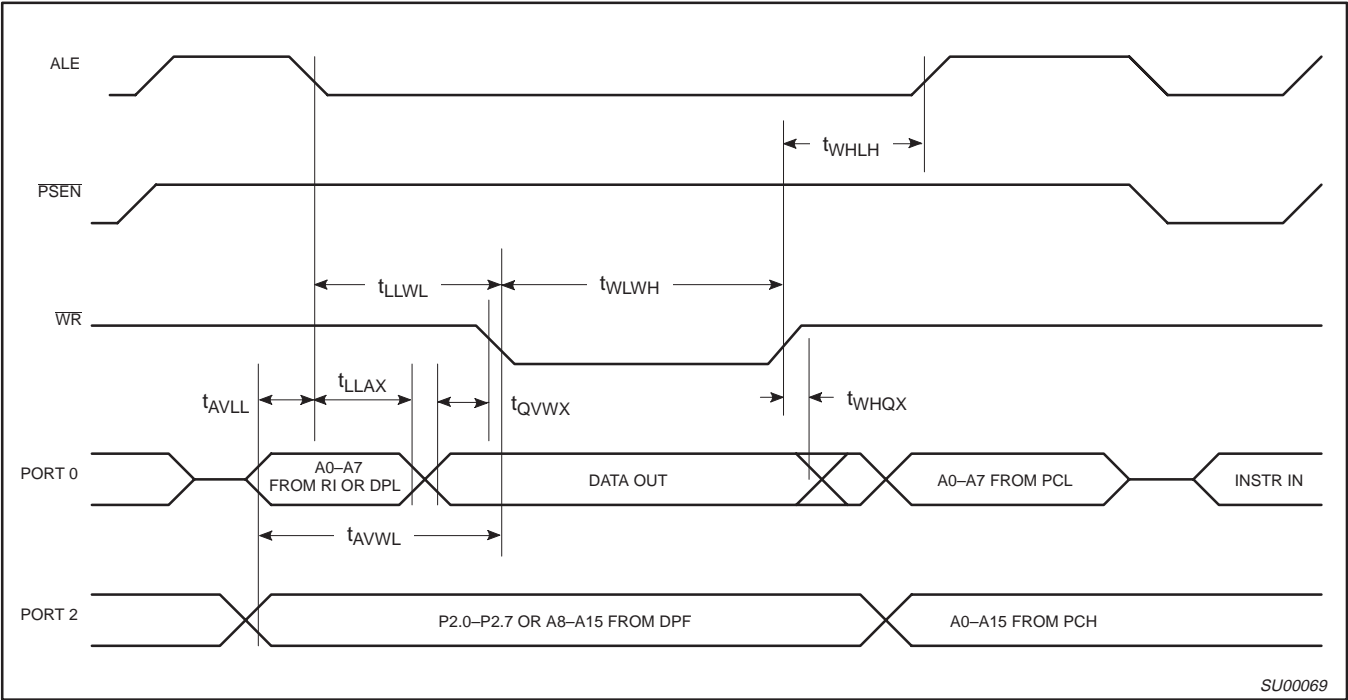 ALE
tWHLH
PSEN
tLLWL
tWLWH
WR
tLLAX
tAVLL
tQVWX
tWHQX
PORT 0
A0–A7
FROM RI OR DPL
DATA OUT
A0–A7 FROM PCL
INSTR IN
tAVWL
PORT 2
P2.0–P2.7 OR A8–A15 FROM DPF
A0–A15 FROM PCH
SU00069